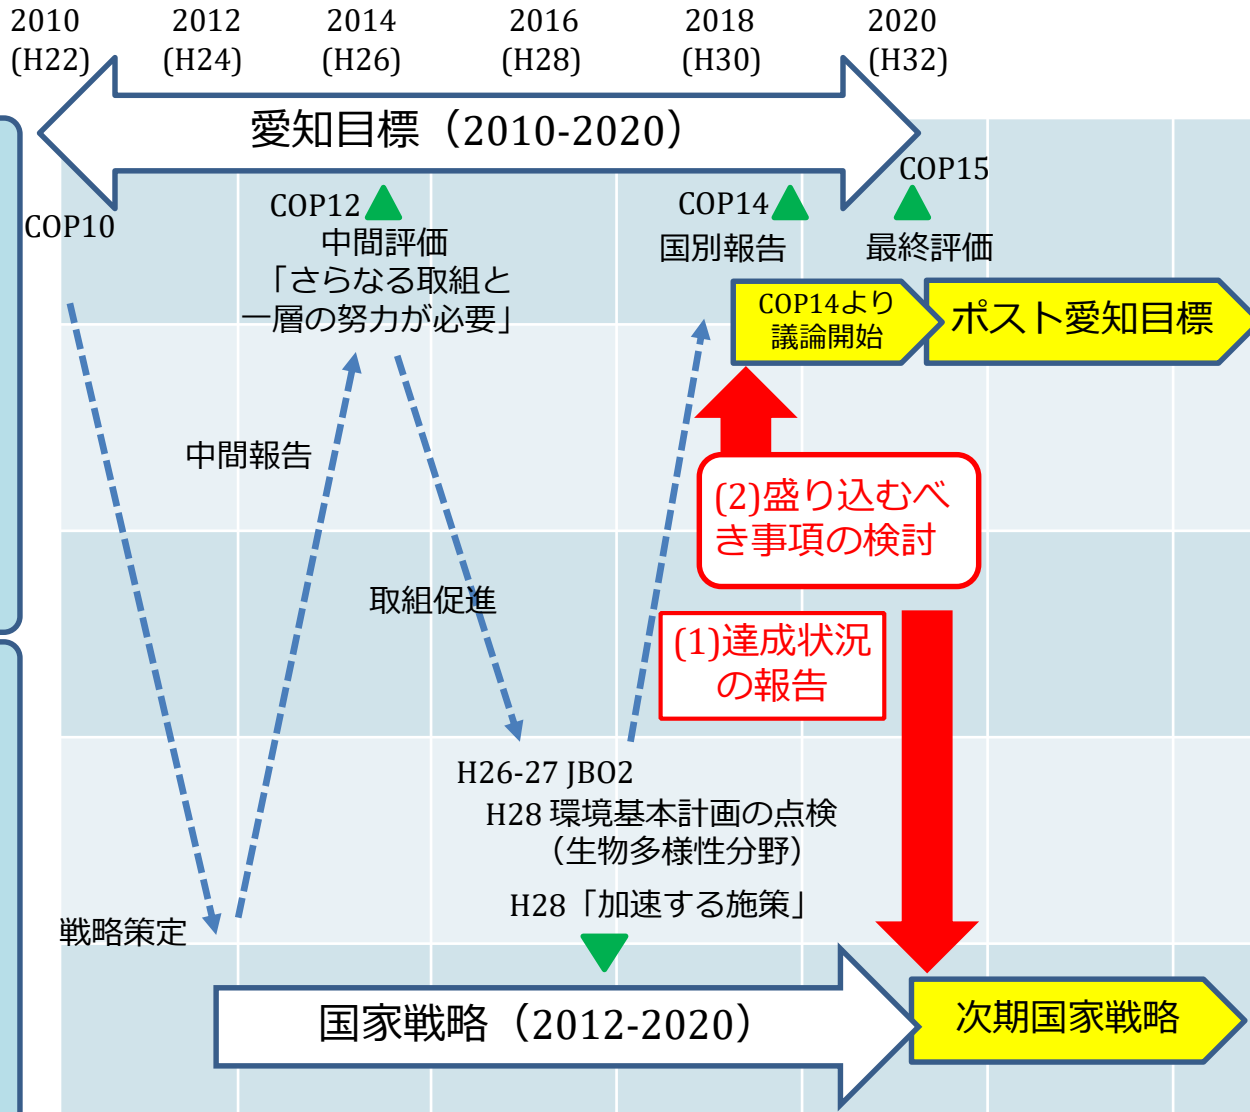 2010
(H22)
2012
(H24)
2014
(H26)
2016
(H28)
2018
(H30)
2020
(H32)
愛知目標（2010-2020）
COP10
COP12
中間評価
「さらなる取組と
一層の努力が必要」
COP14
国別報告
COP15
最終評価
COP14より
議論開始
ポスト愛知目標
中間報告
(2)盛り込むべ
き事項の検討
取組促進
(1)達成状況
の報告
H26-27 JBO2
H28 環境基本計画の点検
（生物多様性分野）
H28「加速する施策」
戦略策定
国家戦略（2012-2020）
次期国家戦略